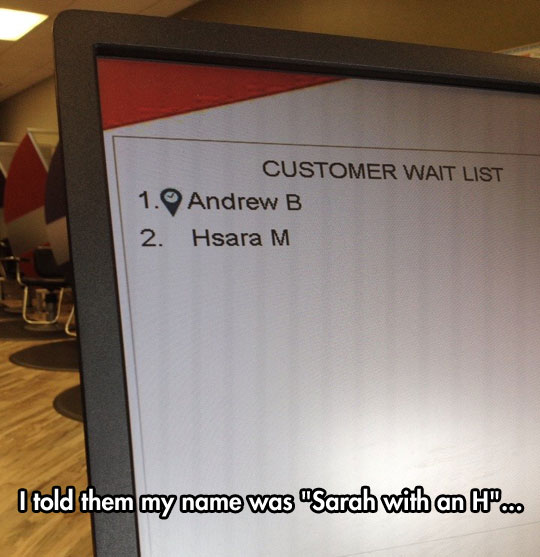 CUSTOMER WAIT LIST
1. Andrew B
2. Hsara M
I told them my name was "Sarah with an H"...